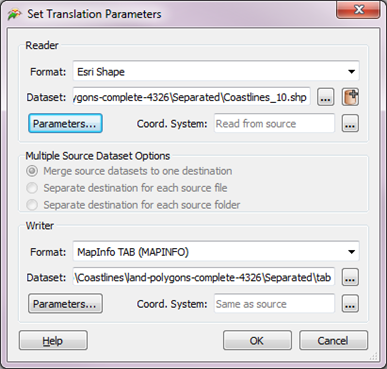 Set Translation Parameters
Reader
Format: Esri Shape
Dataset: ygons-complete-4326\Separated\Coastlines_10.shp ...
Parameters... Coord. System: Read from source ...
Multiple Source Dataset Options
Merge source datasets to one destination
Separate destination for each source file
Separate destination for each source folder
Writer
Format: MapInfo TAB (MAPINFO)
Dataset: \Coastlines\land-polygons-complete-4326\Separated\tab ...
Parameters... Coord. System: Same as source ...
Help OK Cancel